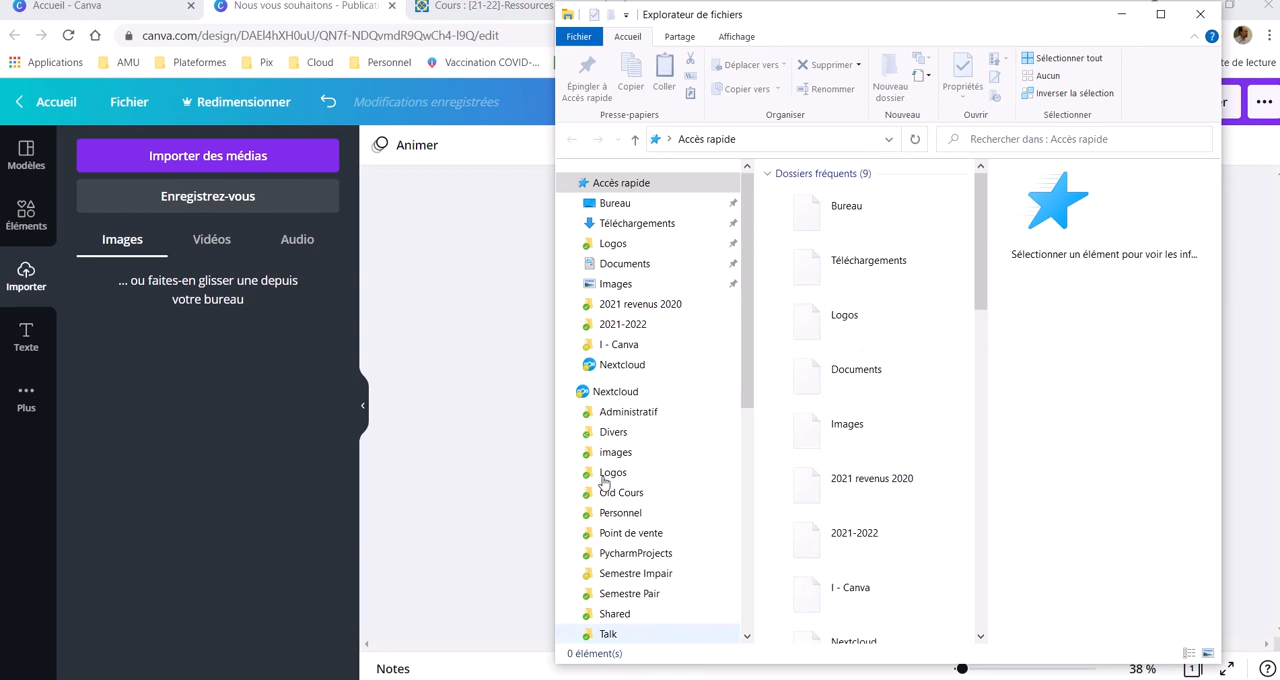 Accueil - Canva
Nous vous souhaitons - Publicat
Cours : [21-22]-Ressources
canva.com/design/DAEl4hXH0uU/QN7f-NDQvmdR9QwCh4-I9Q/edit
Applications
AMU
Plateformes
PIX
Cloud
Personnel
Vaccination COVID-...
te de lecture
Accueil
Fichier
Redimensionner
Modifications enregistrées
Modèles
Éléments
Importer
Texte
Plus
Importer des médias
Enregistrez-vous
Images
Vidéos
Audio
... ou faites-en glisser une depuis
votre bureau
Animer
Notes
38 %
1
?
Explorateur de fichiers
Fichier
Accueil
Partage
Affichage
Épingler à
Accès rapide
Copier
Coller
Presse-papiers
Déplacer vers
Copier vers
Supprimer
Renommer
Organiser
Nouveau
dossier
Nouveau
Propriétés
Ouvrir
Sélectionner tout
Aucun
Inverser la sélection
Sélectionner
Accès rapide
Rechercher dans : Accès rapide
Accès rapide
Bureau
Téléchargements
Logos
Documents
Images
2021 revenus 2020
2021-2022
I - Canva
Nextcloud
Nextcloud
Administratif
Divers
images
Logos
Old Cours
Personnel
Point de vente
PycharmProjects
Semestre Impair
Semestre Pair
Shared
Talk
Dossiers fréquents (9)
Bureau
Téléchargements
Logos
Documents
Images
2021 revenus 2020
2021-2022
I - Canva
Nextcloud
Sélectionner un élément pour voir les inf...
0 élément(s)